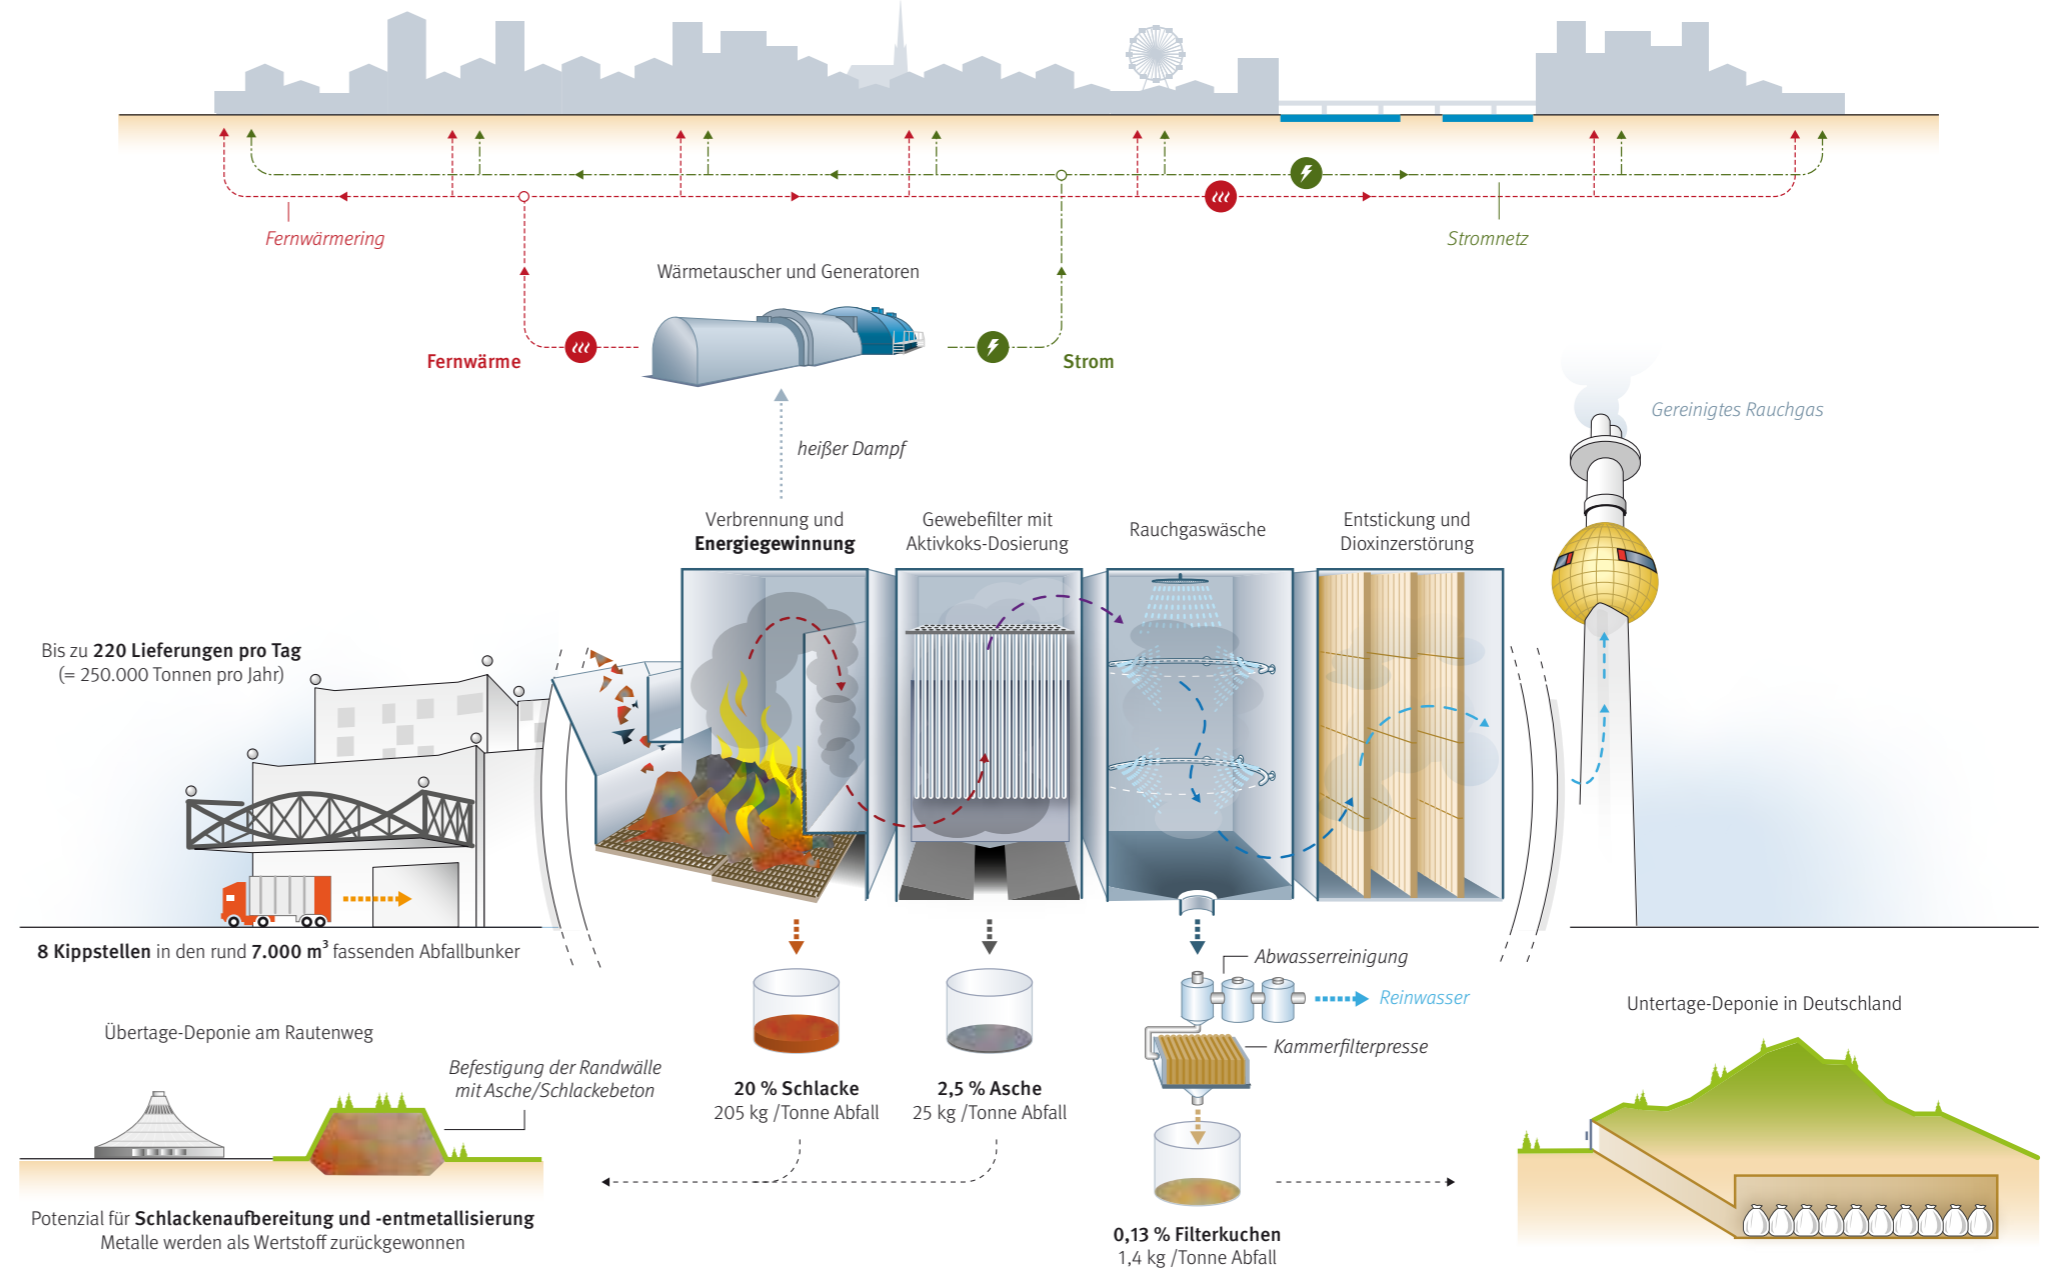 Fernwärmering
Stromnetz
Wärmetauscher und Generatoren
Fernwärme
Strom
Gereinigtes Rauchgas
heißer Dampf
Verbrennung und
Energiegewinnung
Gewebefilter mit
Aktivkoks-Dosierung
Rauchgaswäsche
Entstickung und
Dioxinzerstörung
Bis zu 220 Lieferungen pro Tag
(= 250.000 Tonnen pro Jahr)
8 Kippstellen in den rund 7.000 m³ fassenden Abfallbunker
Abwasserreinigung
Reinwasser
Kammerfilterpresse
Übertage-Deponie am Rautenweg
Befestigung der Randwälle
mit Asche/Schlackebeton
20 % Schlacke
205 kg /Tonne Abfall
2,5 % Asche
25 kg /Tonne Abfall
Untertage-Deponie in Deutschland
Potenzial für Schlackenaufbereitung und -entmetallisierung
Metalle werden als Wertstoff zurückgewonnen
0,13 % Filterkuchen
1,4 kg /Tonne Abfall